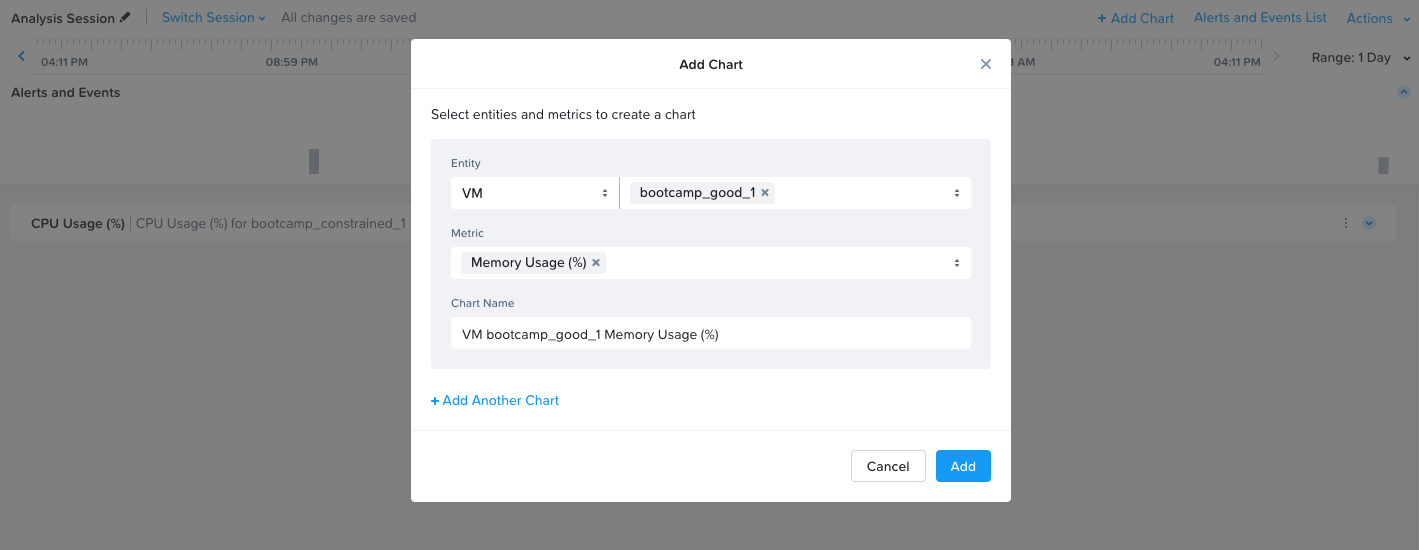 Analysis Session Switch Session All changes are saved + Add Chart Alerts and Events List Actions
04:11 PM 08:59 PM AM 04:11 PM Range: 1 Day
Alerts and Events
CPU Usage (%) CPU Usage (%) for bootcamp_constrained_1
Add Chart
Select entities and metrics to create a chart
Entity
VM bootcamp_good_1
Metric
Memory Usage (%)
Chart Name
VM bootcamp_good_1 Memory Usage (%)
+ Add Another Chart
Cancel Add